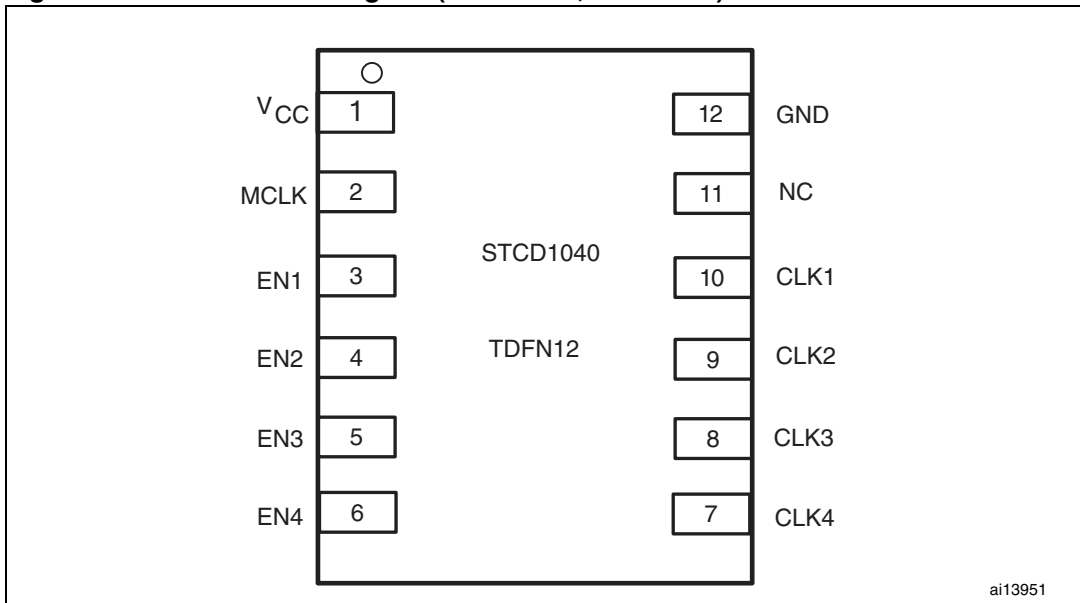 V CC 1 12 GND
MCLK 2 11 NC
STCD1040
EN1 3 10 CLK1
TDFN12
EN2 4 9 CLK2
EN3 5 8 CLK3
EN4 6 7 CLK4
ai13951